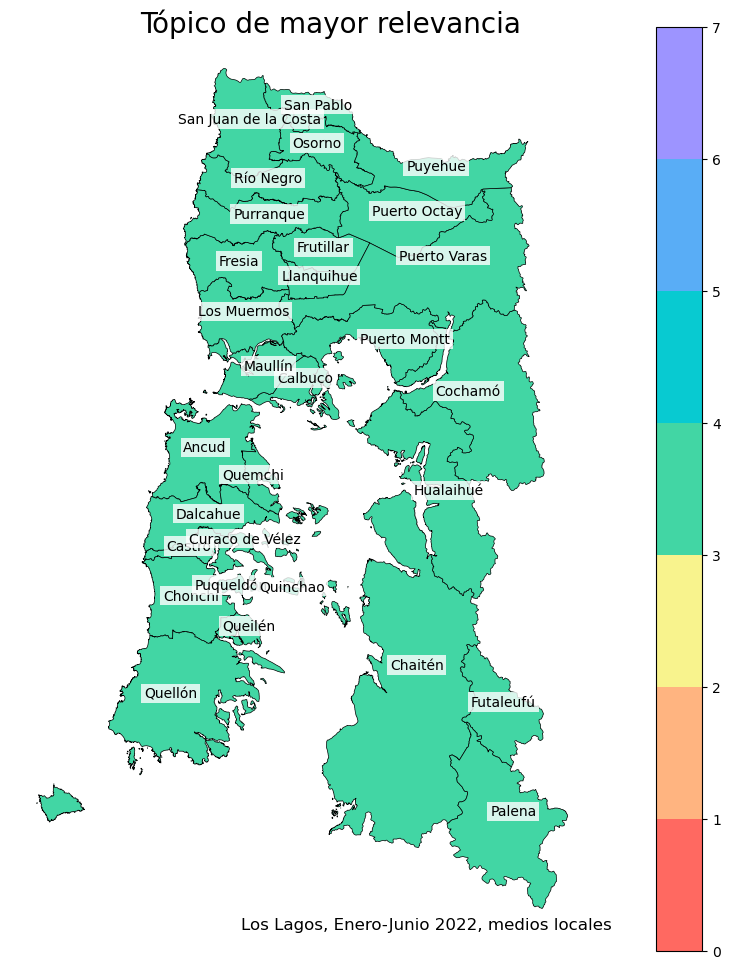 Tópico de mayor relevancia
7
San Pablo
San Juan de la Costa
Osorno
Puyehue
6
Río Negro
Puerto Octay
Purranque
Frutillar
Puerto Varas
Fresia
Llanquihue
5
Los Muermos
Puerto Montt
Maullín
Calbuco
Cochamó
4
Ancud
Quemchi
Hualaihué
Dalcahue
Curaco de Vélez
Castro
3
Puqueldó
Quinchao
Chonchi
Queilén
Chaitén
2
Quellón
Futaleufú
Palena
1
Los Lagos, Enero-Junio 2022, medios locales
0